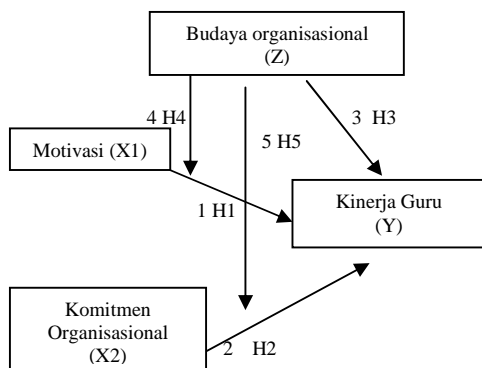 Budaya organisasional
(Z)
4 H4
3 H3
5 H5
Motivasi (X1)
1 H1
Kinerja Guru
(Y)
Komitmen
Organisasional
(X2)
2 H2